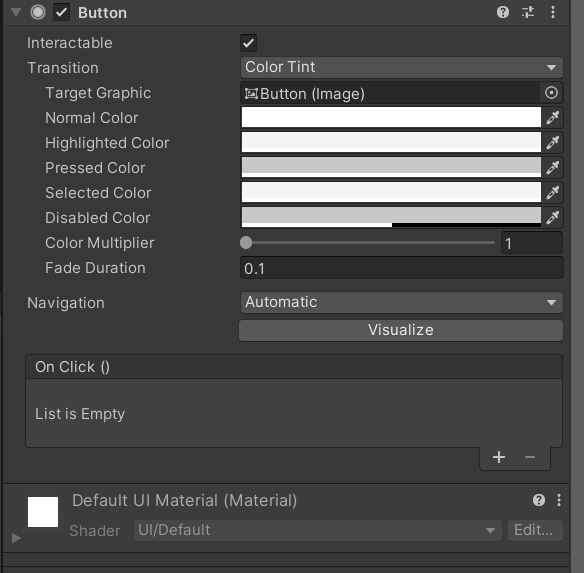 Button
Interactable
Transition Color Tint
Target Graphic Button (Image)
Normal Color
Highlighted Color
Pressed Color
Selected Color
Disabled Color
Color Multiplier 1
Fade Duration 0.1
Navigation Automatic
Visualize
On Click ()
List is Empty
+ −
Default UI Material (Material)
Shader UI/Default Edit...